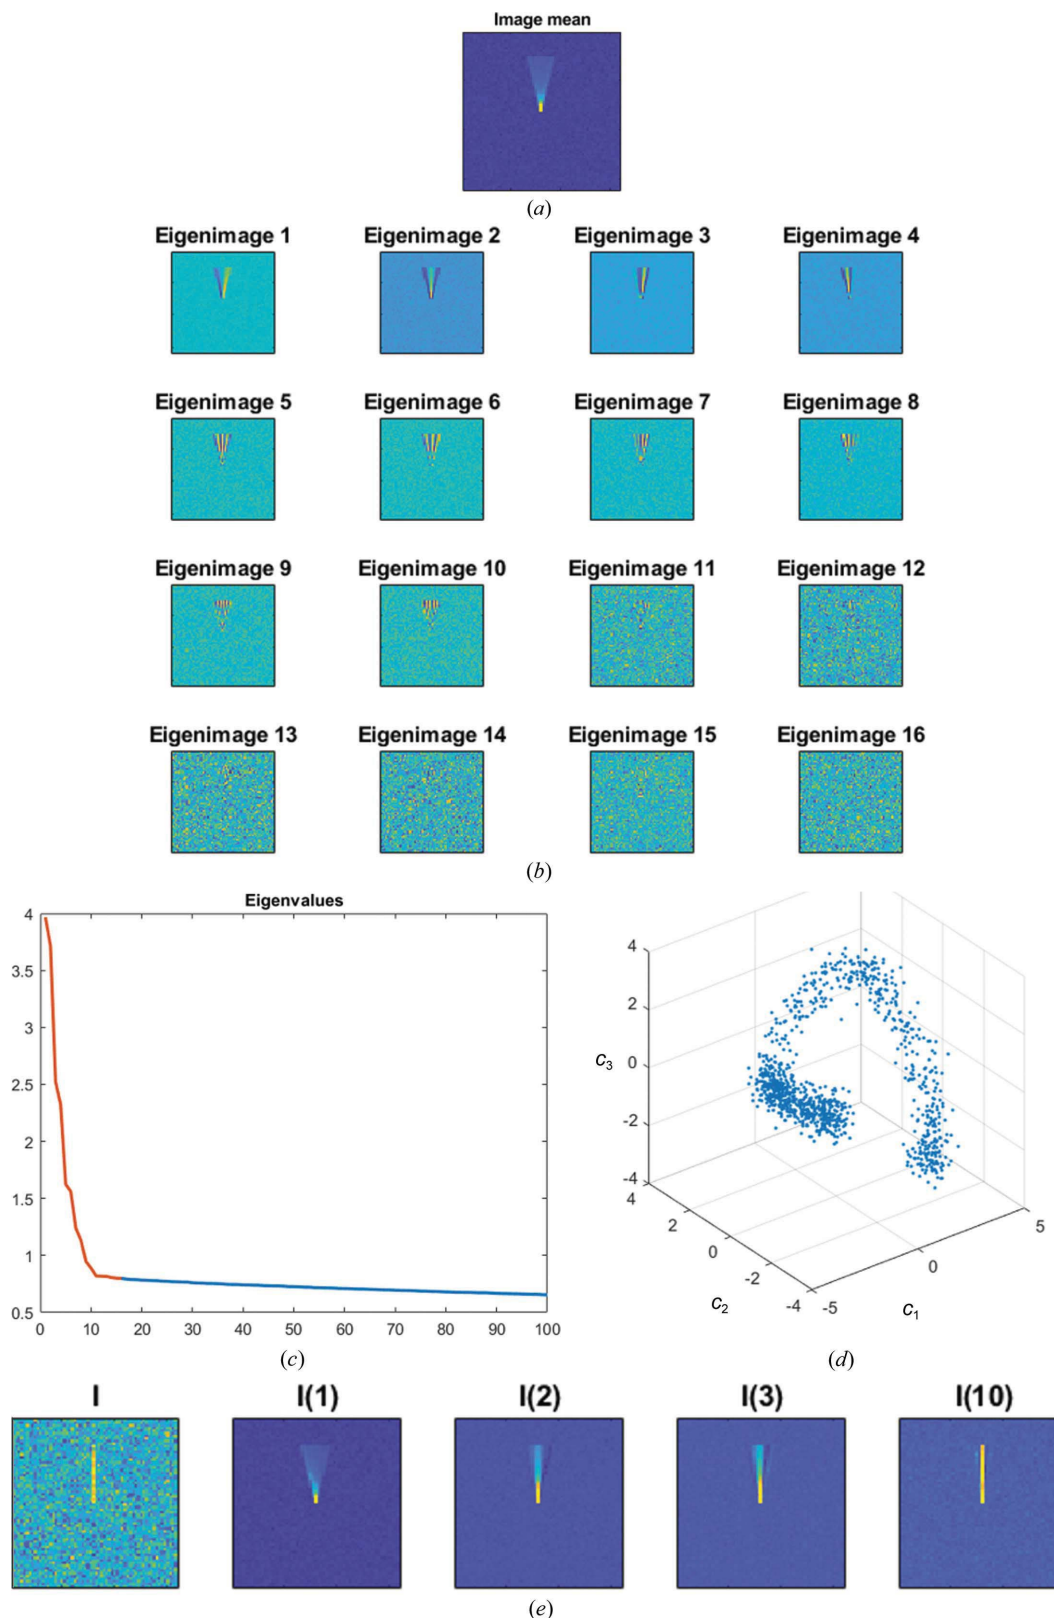 Image mean
(a)
Eigenimage 1 Eigenimage 2 Eigenimage 3 Eigenimage 4
Eigenimage 5 Eigenimage 6 Eigenimage 7 Eigenimage 8
Eigenimage 9 Eigenimage 10 Eigenimage 11 Eigenimage 12
Eigenimage 13 Eigenimage 14 Eigenimage 15 Eigenimage 16
(b)
Eigenvalues
4
3.5
3
2.5
2
1.5
1
0.5
0 10 20 30 40 50 60 70 80 90 100
(c)
4
2
0
-2
-4
c3
4
2
0
-2
-4
c2
-5
0
5
c1
(d)
I I(1) I(2) I(3) I(10)
(e)